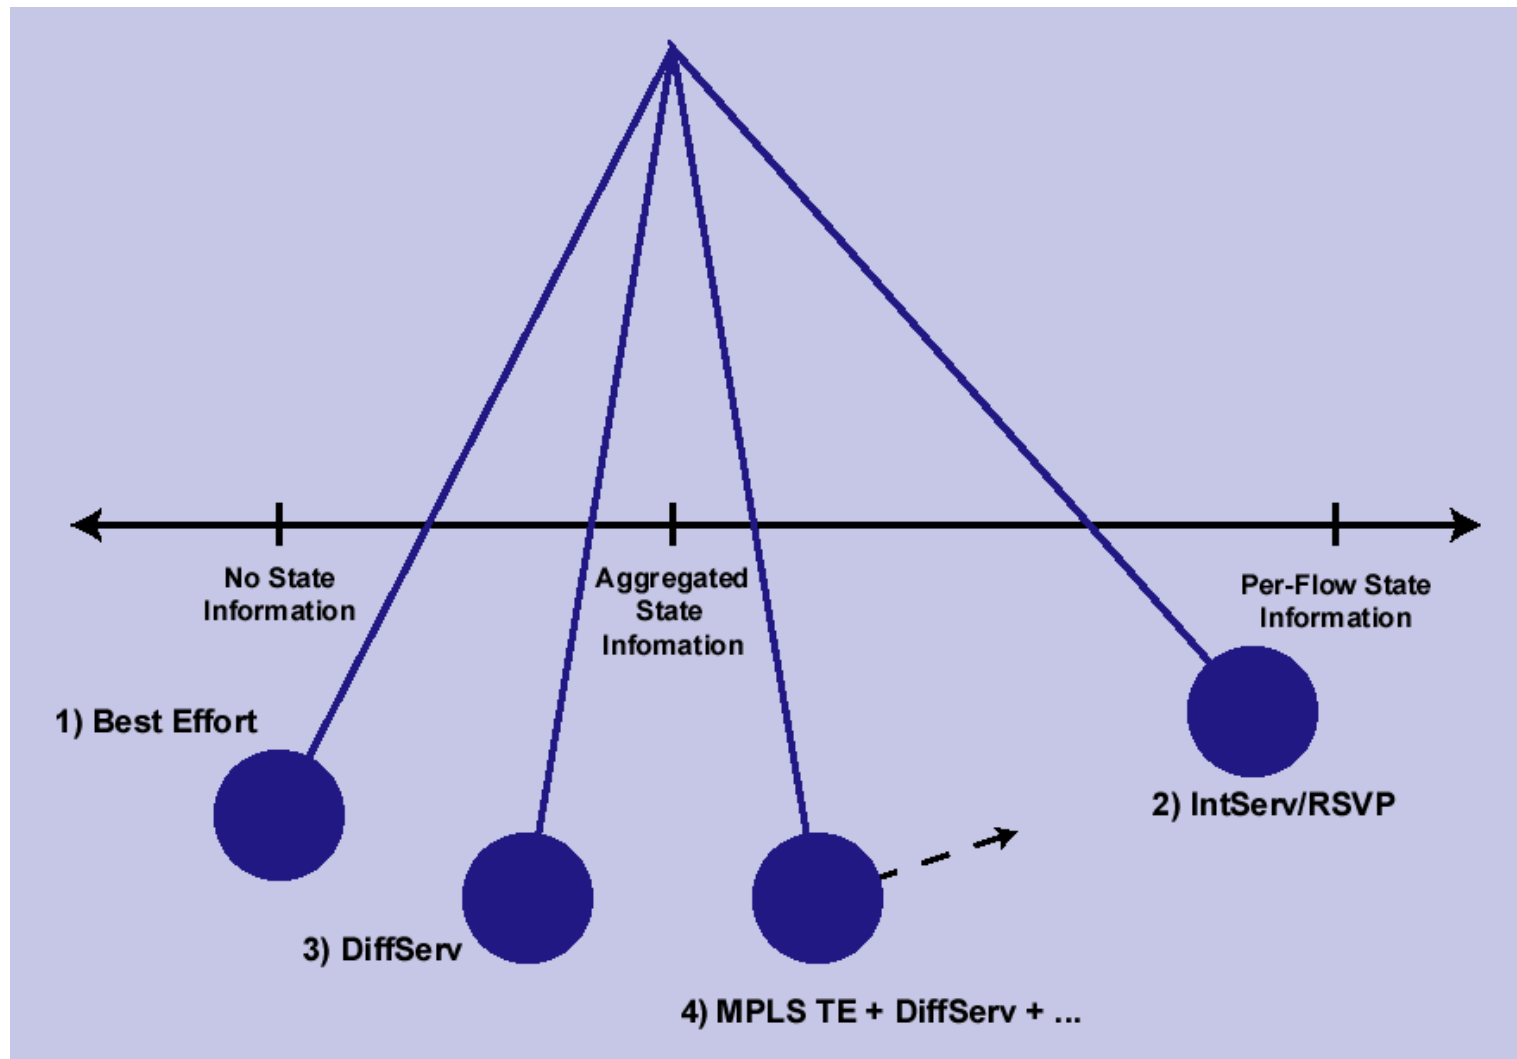 No State
Information
Aggregated
State
Infomation
Per-Flow State
Information
1) Best Effort
2) IntServ/RSVP
3) DiffServ
4) MPLS TE + DiffServ + ...